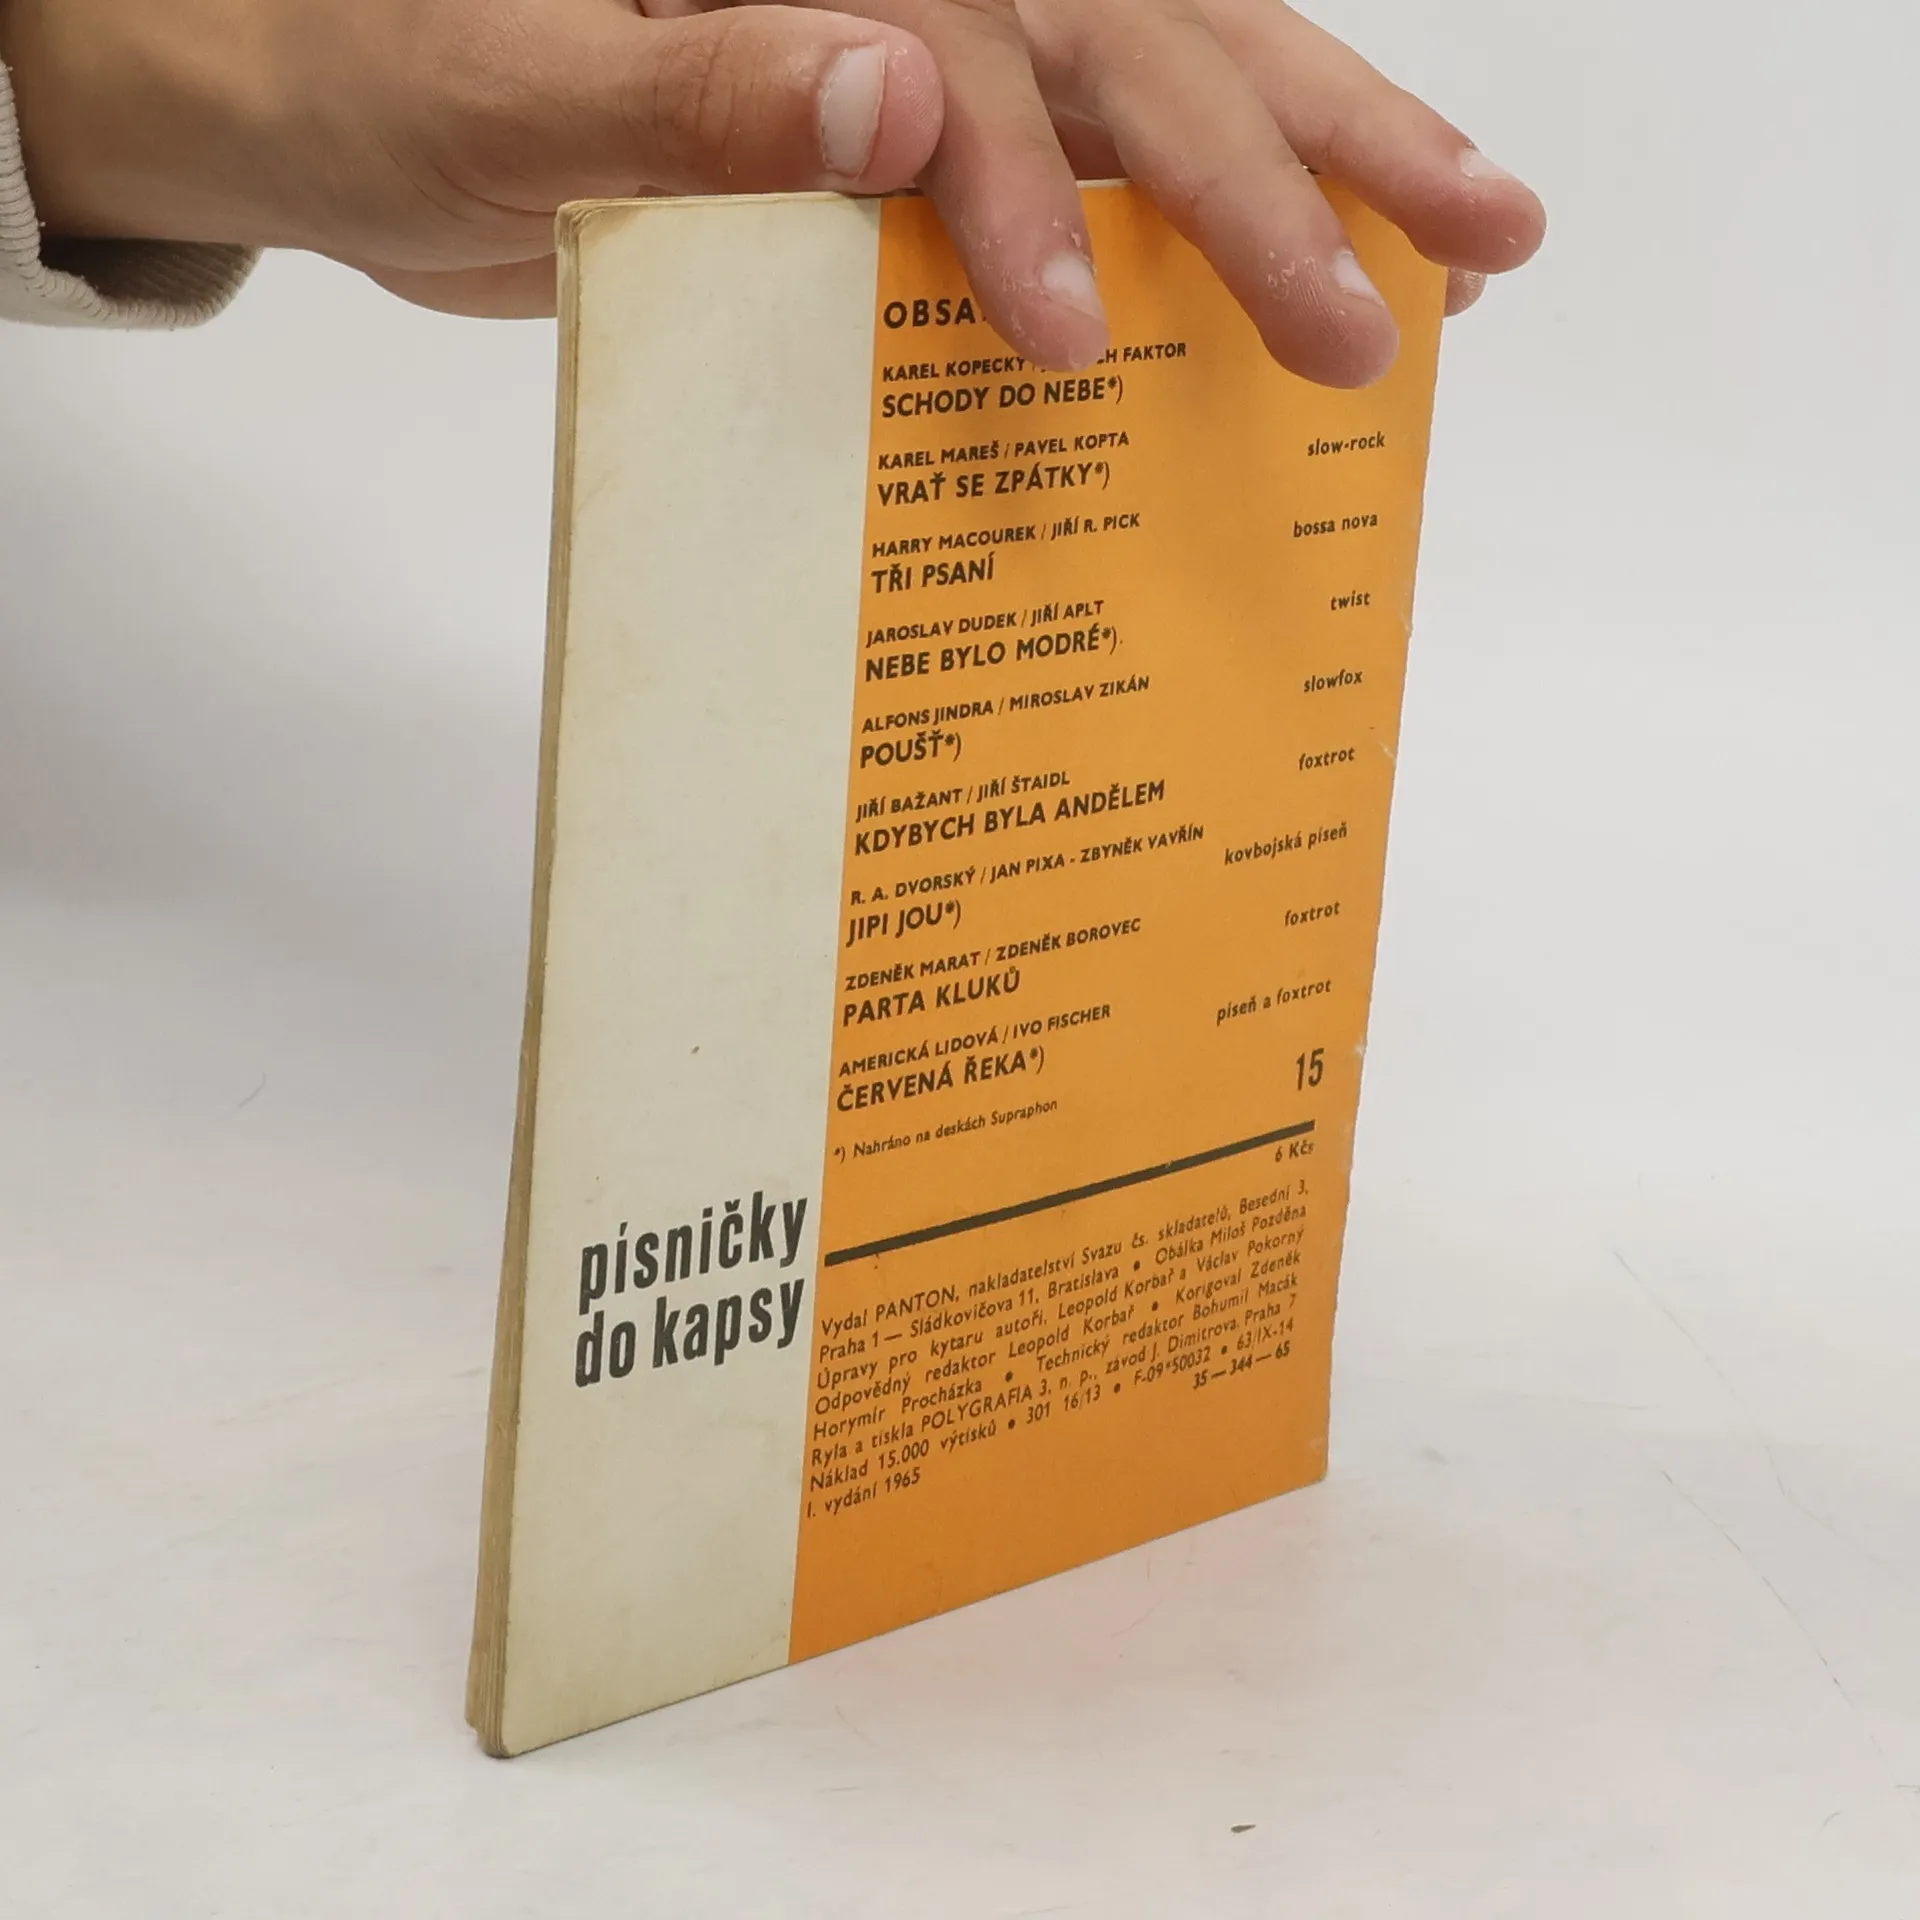 OBSA
KAREL KOPECKÝ / FAKTOR
SCHODY DO NEBE*)
slow-rock
KAREL MAREŠ / PAVEL KOPTA
VRAŤ SE ZPÁTKY*)
bossa nova
HARRY MACOUREK / JIŘÍ R. PICK
TŘI PSANÍ
twist
JAROSLAV DUDEK / JIŘÍ APLT
NEBE BYLO MODRÉ*)
slowfox
ALFONS JINDRA / MIROSLAV ZIKÁN
POUŠŤ*)
foxtrot
JIŘÍ BAŽANT / JIŘÍ ŠTAIDL
KDYBYCH BYLA ANDĚLEM
kovbojská píseň
R. A. DVORSKÝ / JAN PIXA - ZBYNĚK VAVŘÍN
JIPI JOU*)
foxtrot
ZDENĚK MARAT / ZDENĚK BOROVEC
PARTA KLUKŮ
píseň a foxtrot
AMERICKÁ LIDOVÁ / IVO FISCHER
ČERVENÁ ŘEKA*)
15
*) Nahráno na deskách Supraphon
6 Kčs
písničky
do kapsy
Vydal PANTON, nakladatelství Svazu čs. skladatelů, Besední 3,
Praha 1 — Sládkovičova 11, Bratislava • Obálka Miloš Pozděna
Úpravy pro kytaru autoři, Leopold Korbař a Václav Pokorný
Odpovědný redaktor Leopold Korbař • Korigoval Zdeněk
Horymír Procházka • Technický redaktor Bohumil Macák
Ryla a tiskla POLYGRAFIA 3, n. p., závod J. Dimitrova, Praha 7
Náklad 15.000 výtisků • 301 16/13 • F-09*50032 • 63/IX-14
I. vydání 1965
35 — 344 — 65